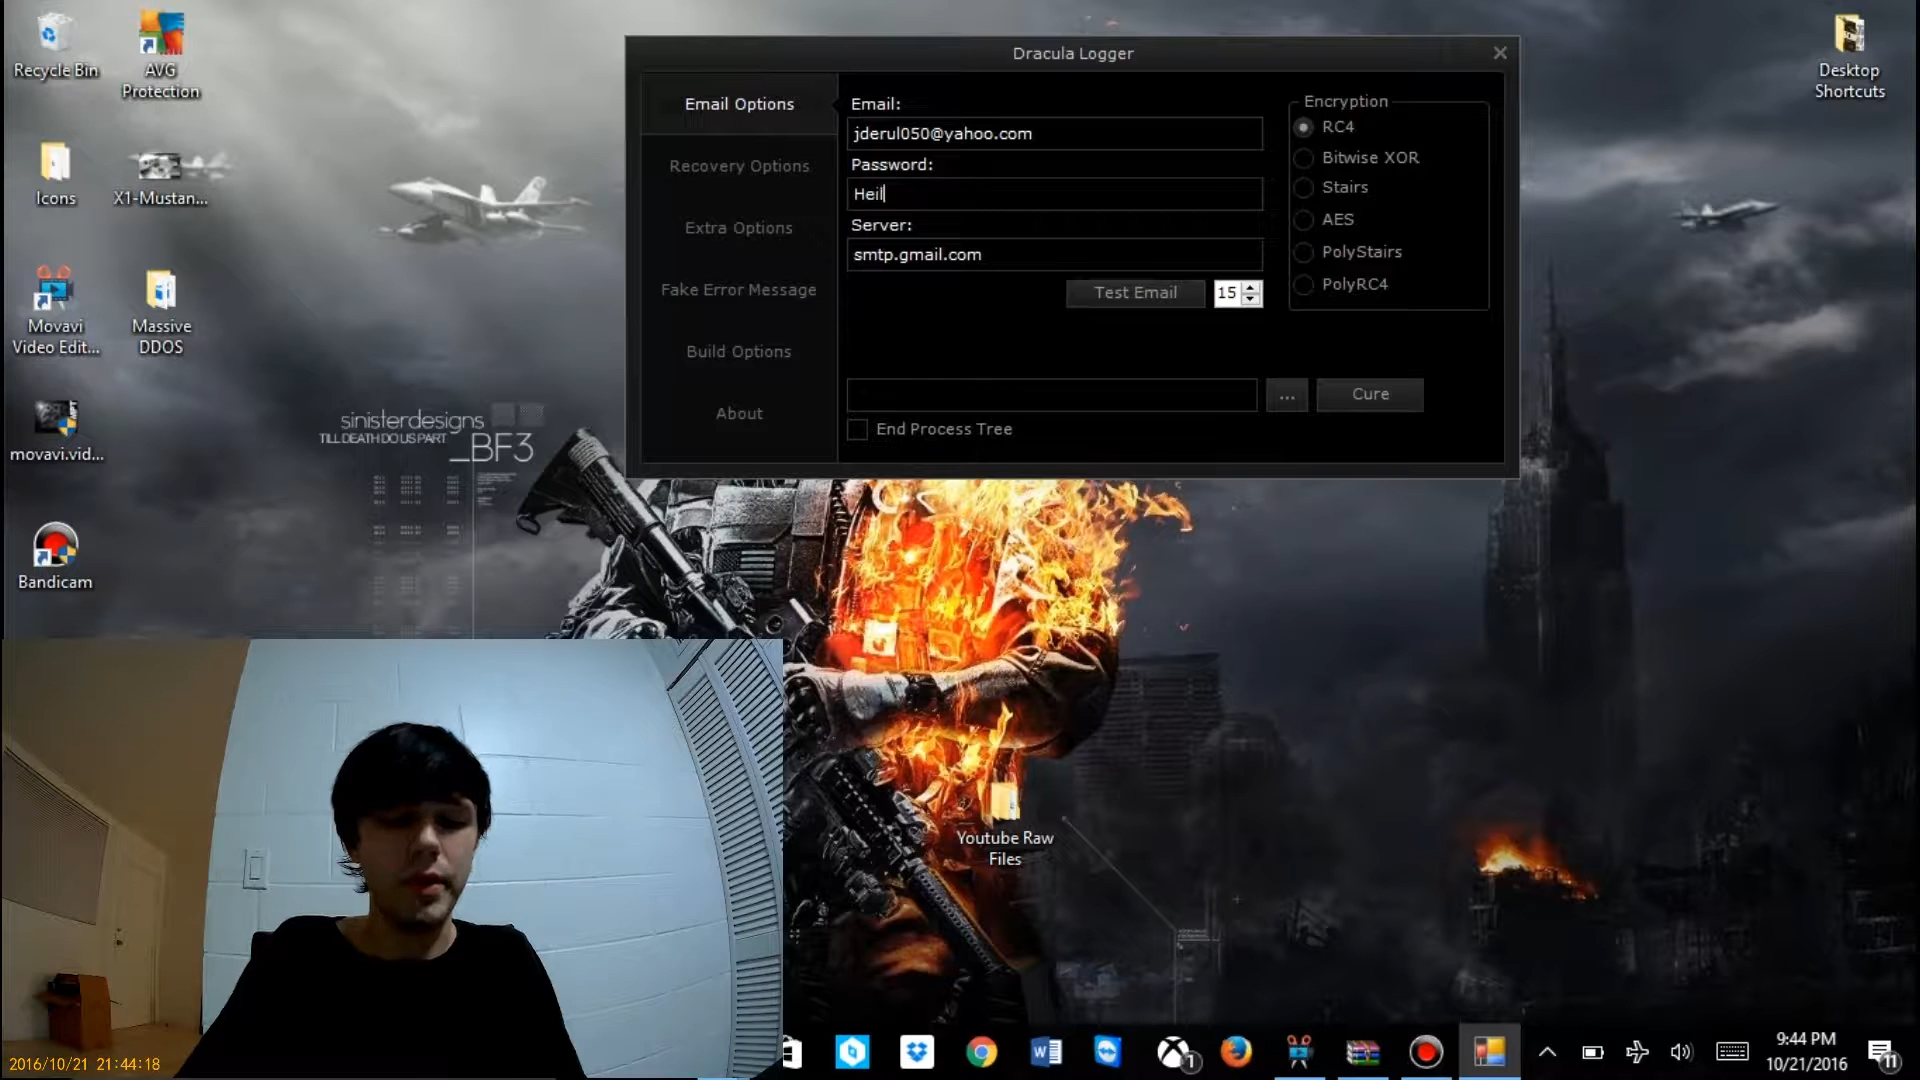 Recycle Bin
AVG
Protection
Icons
X1-Mustan...
Movavi
Video Edit...
Massive
DDOS
movavi.vid...
Bandicam
Desktop
Shortcuts
Dracula Logger
Email Options
Recovery Options
Extra Options
Fake Error Message
Build Options
About
Email:
jderul050@yahoo.com
Password:
Heil
Server:
smtp.gmail.com
Test Email
15
...
Cure
End Process Tree
Encryption
RC4
Bitwise XOR
Stairs
AES
PolyStairs
PolyRC4
sinisterdesigns
TILL DEATH DO US PART
_BF3
Youtube Raw
Files
2016/10/21 21:44:18
1
9:44 PM
10/21/2016
11